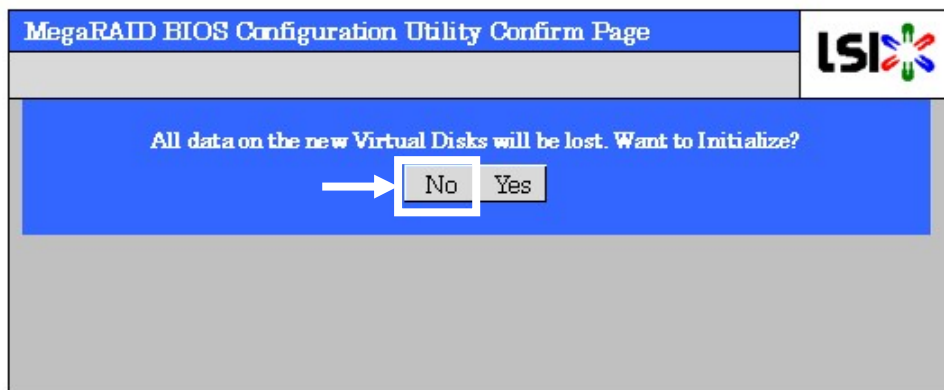 MegaRAID BIOS Configuration Utility Confirm Page
LSI
All data on the new Virtual Disks will be lost. Want to Initialize?
No Yes